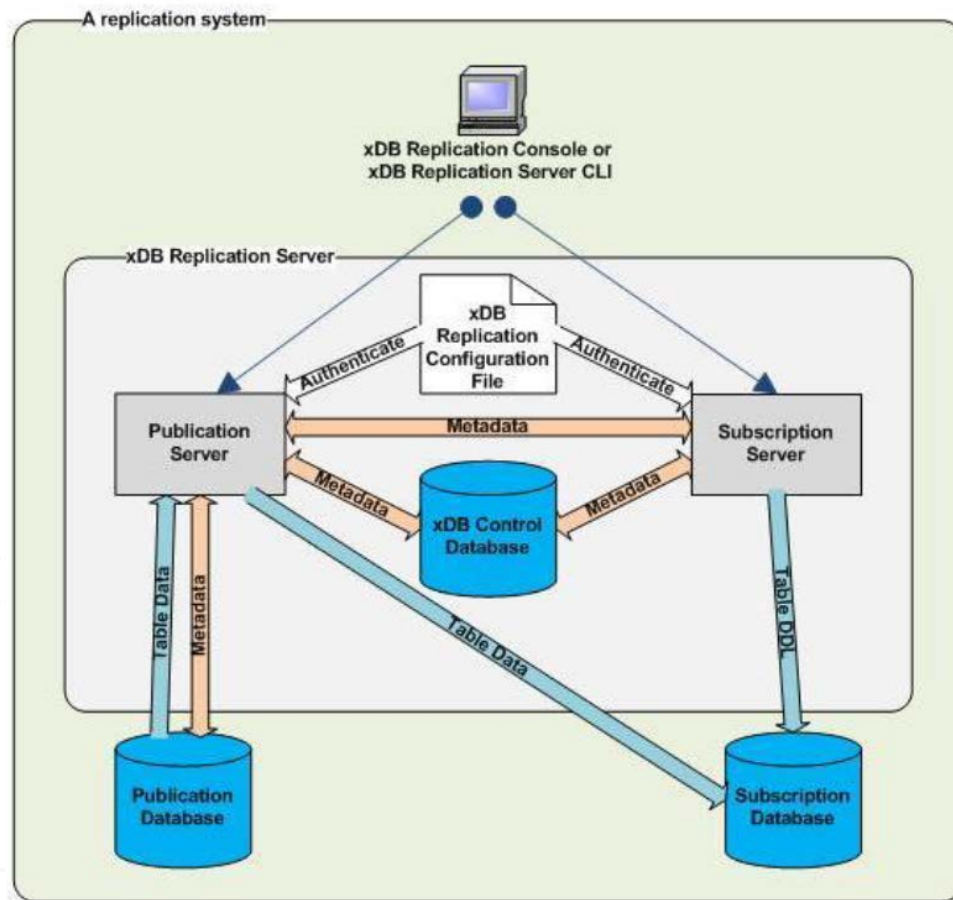 A replication system
xDB Replication Console or
xDB Replication Server CLI
xDB Replication Server
xDB
Replication
Configuration
File
Authenticate
Authenticate
Publication
Server
Metadata
Subscription
Server
Metadata
Metadata
xDB Control
Database
Table Data
Metadata
Table Data
Table DDL
Publication
Database
Subscription
Database